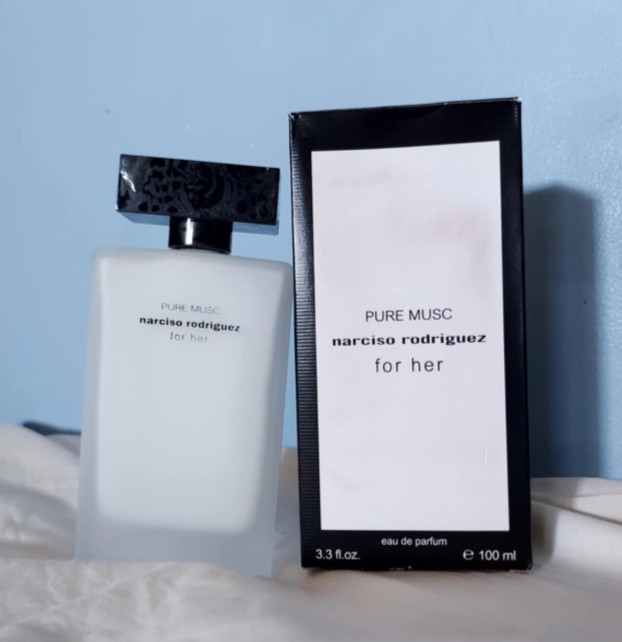 PURE MUSC
narciso rodriguez
for her
PURE MUSC
narciso rodriguez
for her
eau de parfum
3.3 fl.oz. ℮ 100 ml